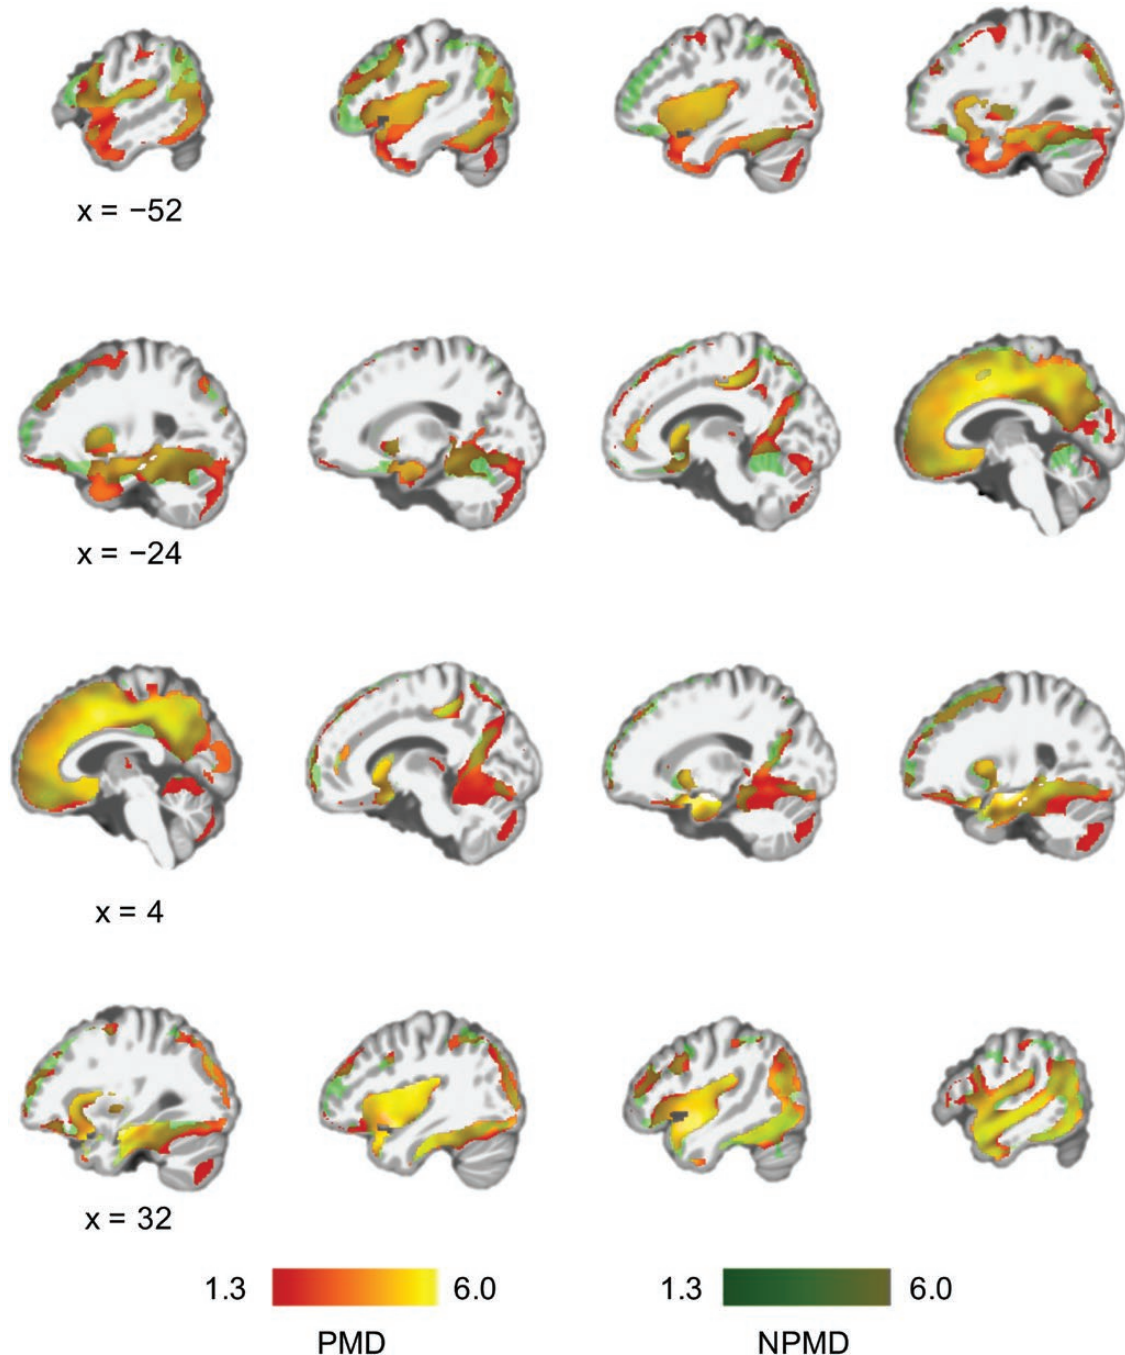 x = −52
x = −24
x = 4
x = 32
1.3 6.0 1.3 6.0
PMD NPMD